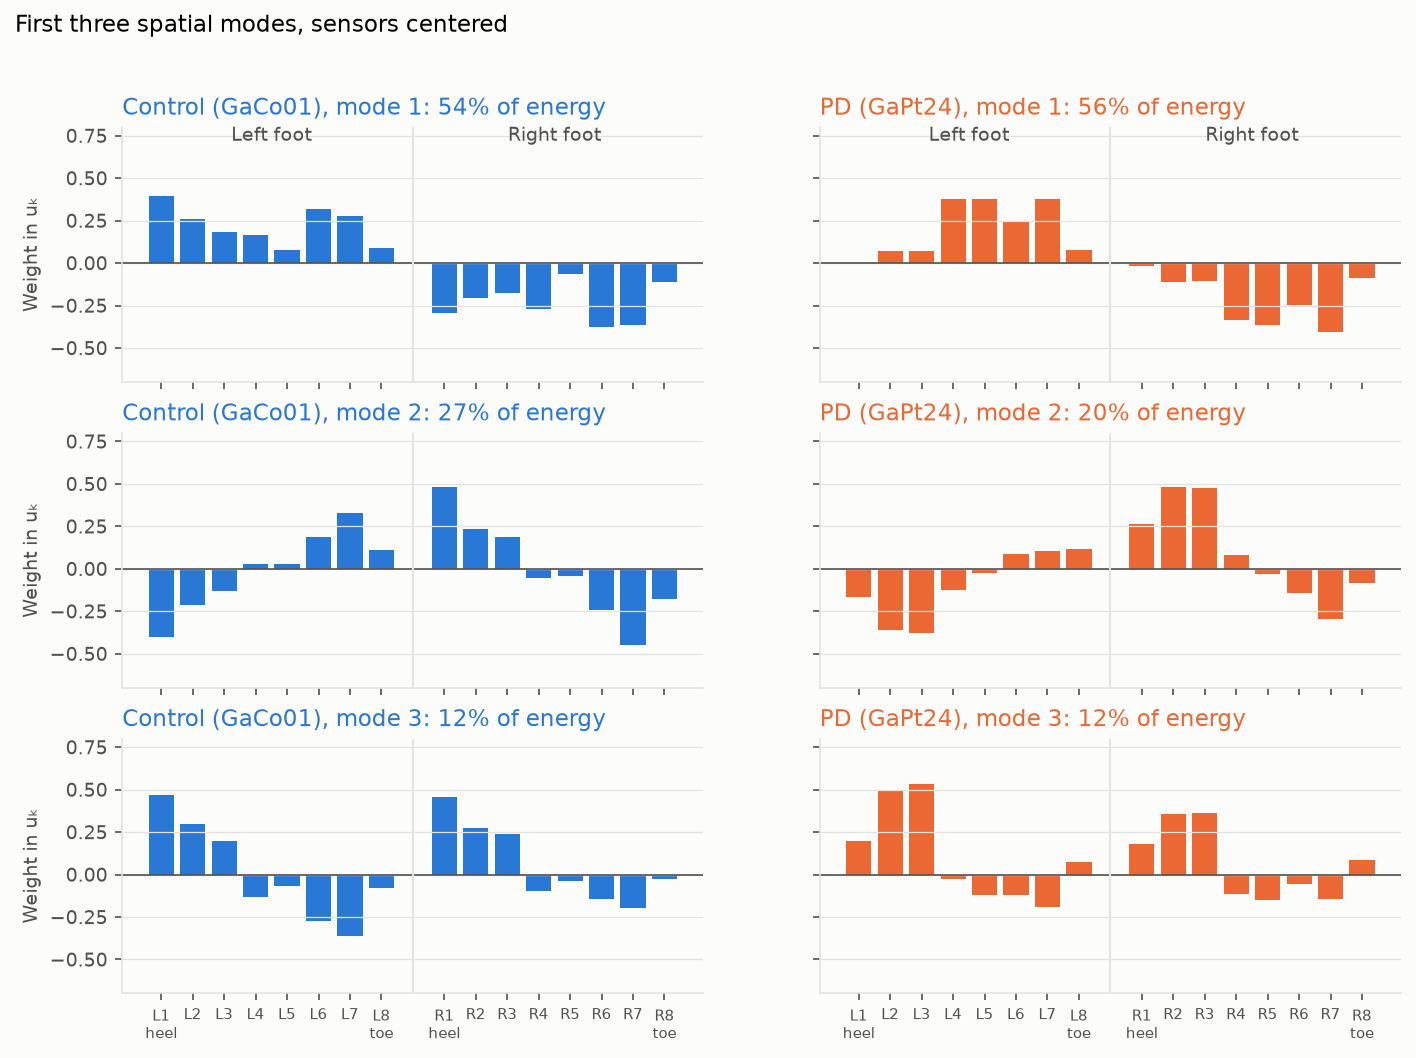 First three spatial modes, sensors centered
Control (GaCo01), mode 1: 54% of energy
Left foot
Right foot
0.75
0.50
0.25
0.00
−0.25
−0.50
Weight in uₖ
PD (GaPt24), mode 1: 56% of energy
Left foot
Right foot
Control (GaCo01), mode 2: 27% of energy
0.75
0.50
0.25
0.00
−0.25
−0.50
Weight in uₖ
PD (GaPt24), mode 2: 20% of energy
Control (GaCo01), mode 3: 12% of energy
0.75
0.50
0.25
0.00
−0.25
−0.50
Weight in uₖ
L1 L2 L3 L4 L5 L6 L7 L8 R1 R2 R3 R4 R5 R6 R7 R8
heel toe heel toe
PD (GaPt24), mode 3: 12% of energy
L1 L2 L3 L4 L5 L6 L7 L8 R1 R2 R3 R4 R5 R6 R7 R8
heel toe heel toe